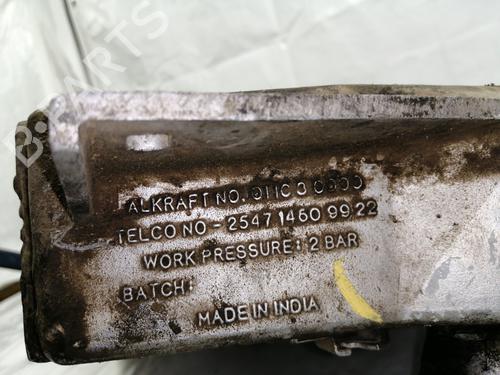 ALKRAFT NO.
TELCO NO - 2547 1460 99 22
WORK PRESSURE: 2 BAR
BATCH:
MADE IN INDIA